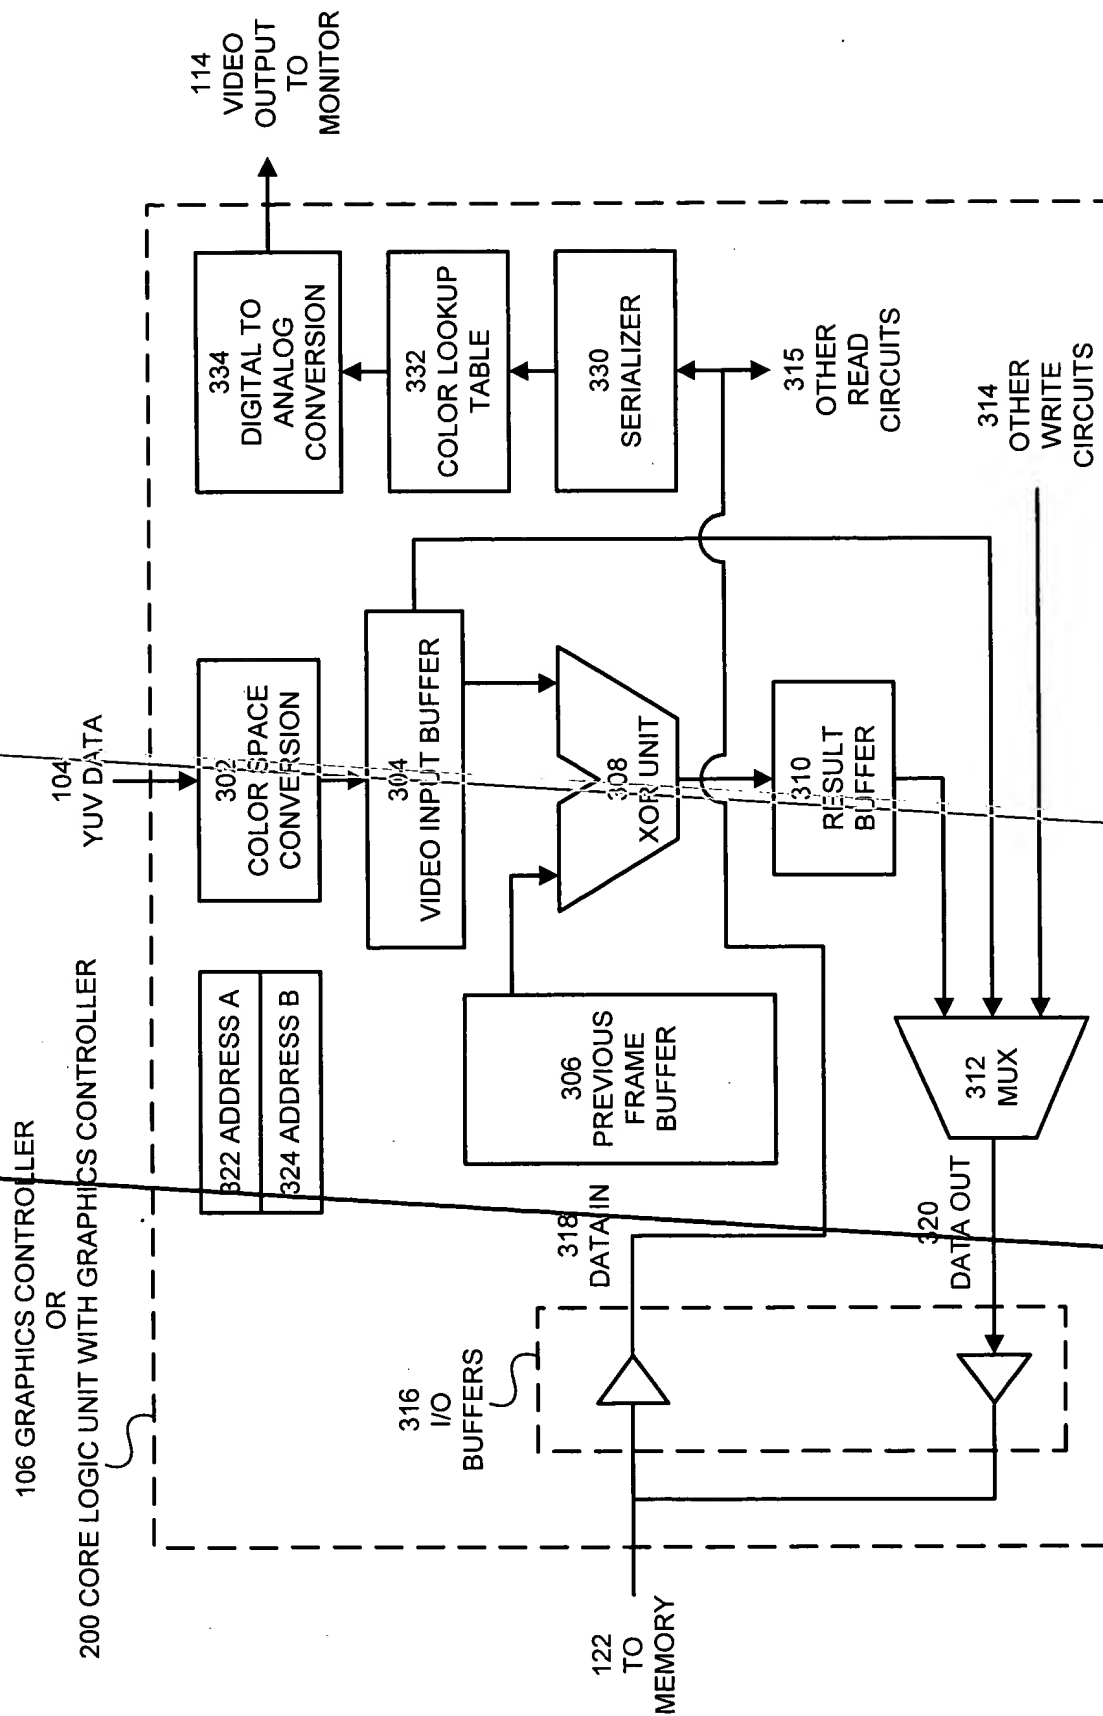 106 GRAPHICS CONTROLLER
OR
200 CORE LOGIC UNIT WITH GRAPHICS CONTROLLER
104
YUV DATA
114
VIDEO
OUTPUT
TO
MONITOR
322 ADDRESS A
324 ADDRESS B
302
COLOR SPACE
CONVERSION
334
DIGITAL TO
ANALOG
CONVERSION
304
VIDEO INPUT BUFFER
332
COLOR LOOKUP
TABLE
316
I/O
BUFFERS
306
PREVIOUS
FRAME
BUFFER
308
XOR UNIT
330
SERIALIZER
122
TO
MEMORY
318
DATA IN
310
RESULT
BUFFER
315
OTHER
READ
CIRCUITS
320
DATA OUT
312
MUX
314
OTHER
WRITE
CIRCUITS